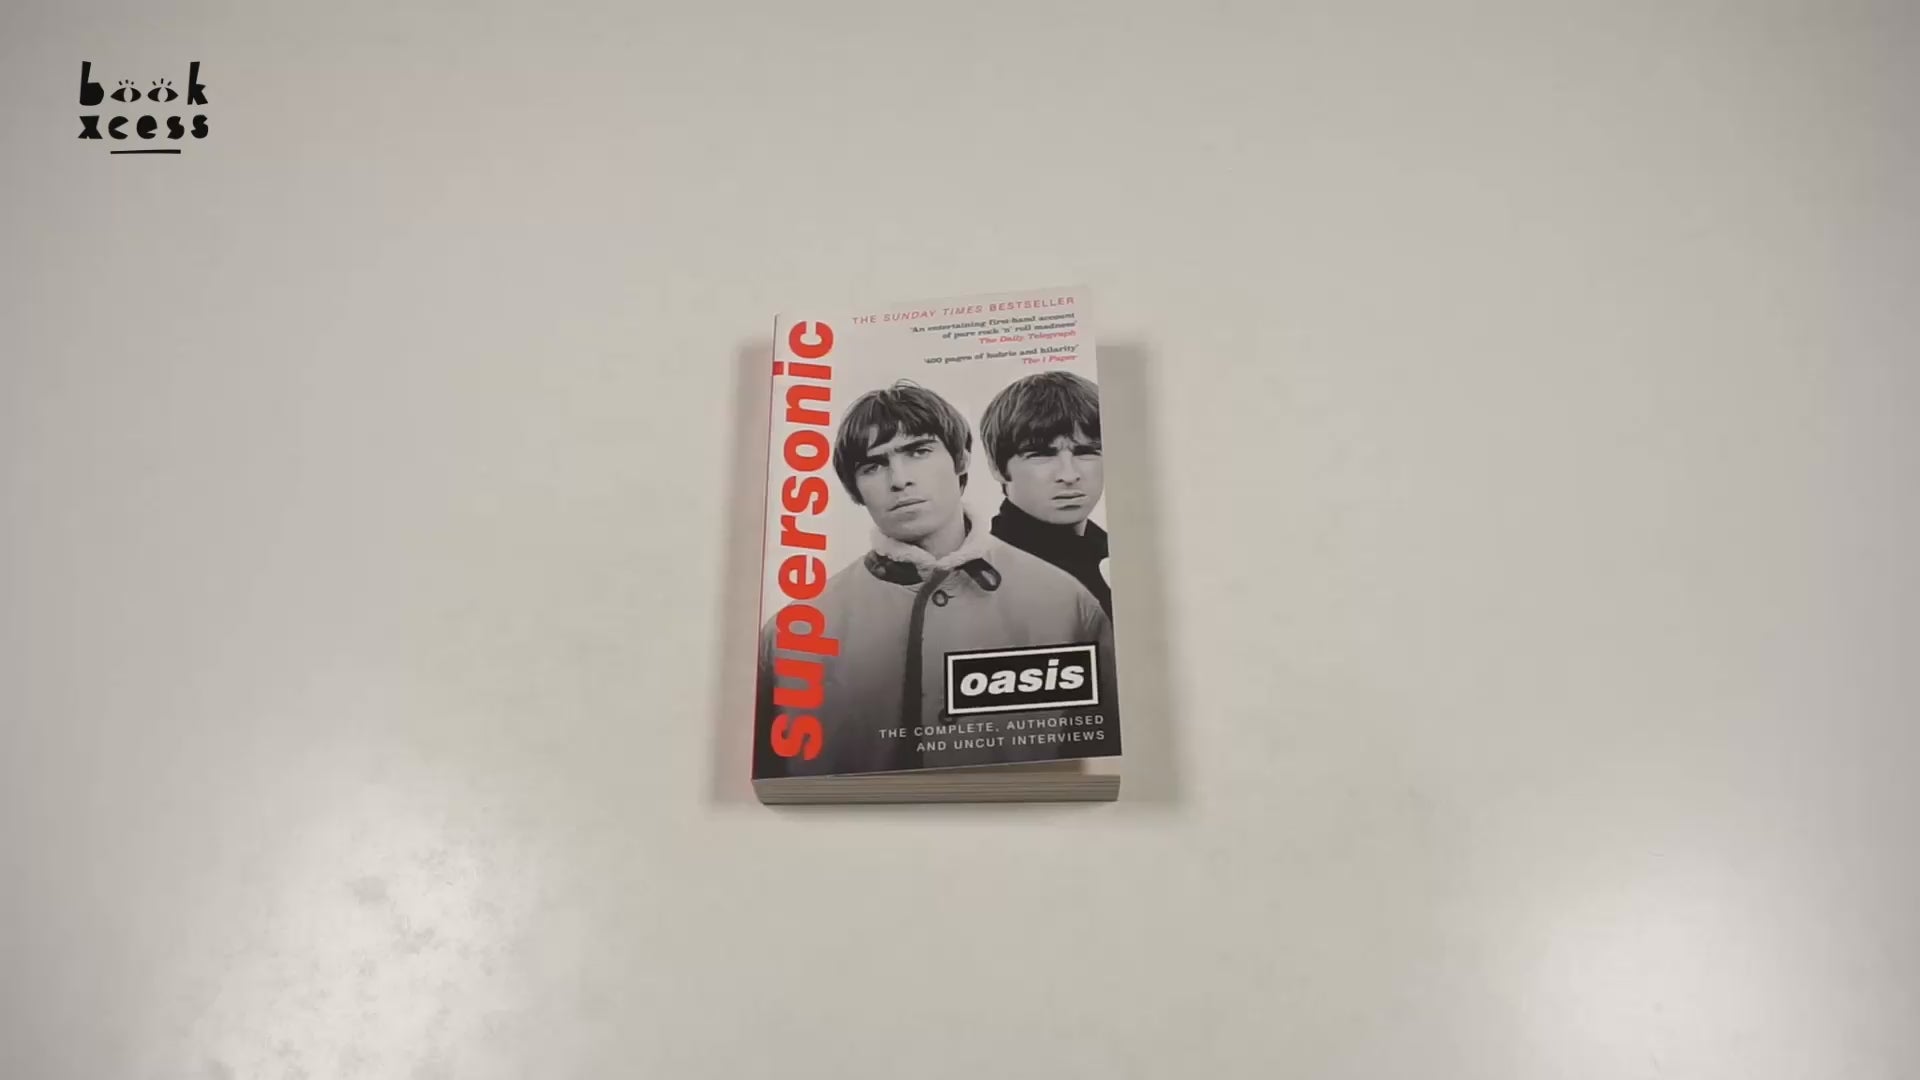 book
xcess
THE SUNDAY TIMES BESTSELLER
'An entertaining first-hand account
of pure rock 'n' roll madness'
The Daily Telegraph
'400 pages of hubris and hilarity'
The i Paper
supersonic
oasis
THE COMPLETE, AUTHORISED
AND UNCUT INTERVIEWS